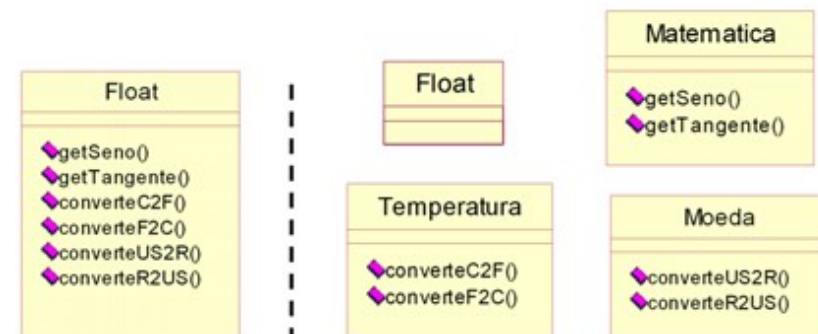 Float
getSeno()
getTangente()
converteC2F()
converteF2C()
converteUS2R()
converteR2US()
Float
Matematica
getSeno()
getTangente()
Temperatura
converteC2F()
converteF2C()
Moeda
converteUS2R()
converteR2US()